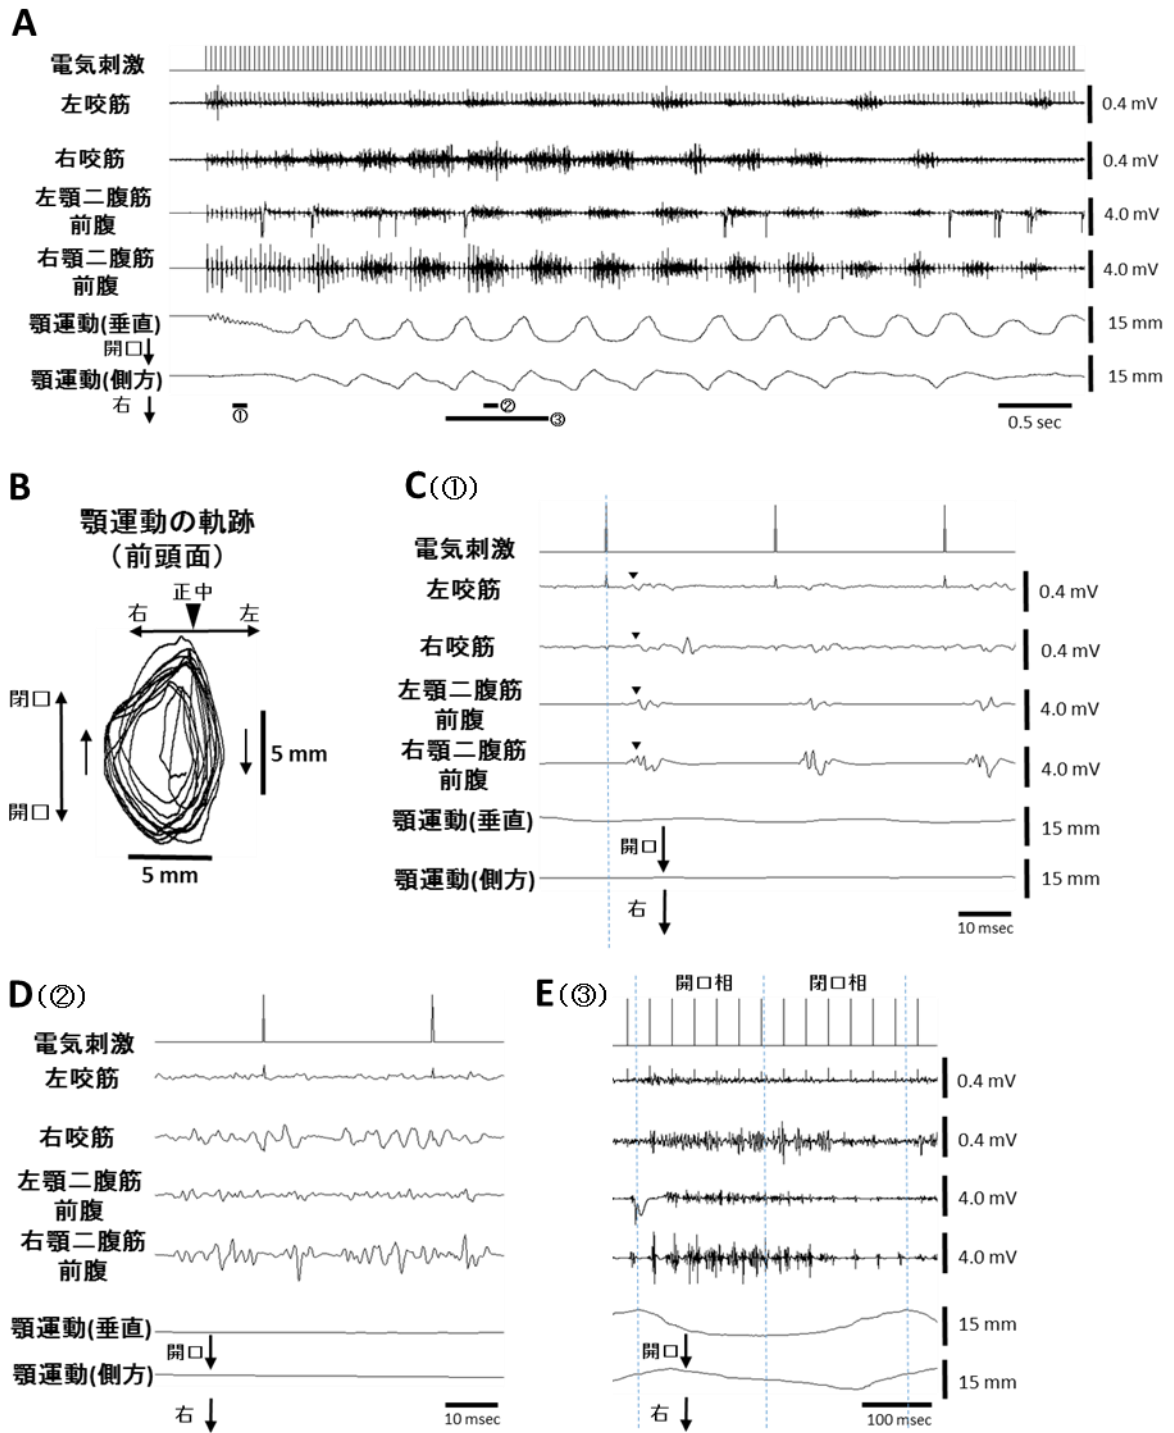 A
電気刺激
左咬筋
0.4 mV
右咬筋
0.4 mV
左顎二腹筋
前腹
4.0 mV
右顎二腹筋
前腹
4.0 mV
顎運動(垂直)
開口
15 mm
顎運動(側方)
右
15 mm
①
②
③
0.5 sec
B
顎運動の軌跡
(前頭面)
正中
右
左
閉口
開口
5 mm
5 mm
C(①)
電気刺激
左咬筋
0.4 mV
右咬筋
0.4 mV
左顎二腹筋
前腹
4.0 mV
右顎二腹筋
前腹
4.0 mV
顎運動(垂直)
開口
15 mm
顎運動(側方)
右
15 mm
10 msec
D(②)
電気刺激
左咬筋
右咬筋
左顎二腹筋
前腹
右顎二腹筋
前腹
顎運動(垂直)
開口
顎運動(側方)
右
10 msec
E(③)
開口相
閉口相
0.4 mV
0.4 mV
4.0 mV
4.0 mV
開口
15 mm
右
15 mm
100 msec